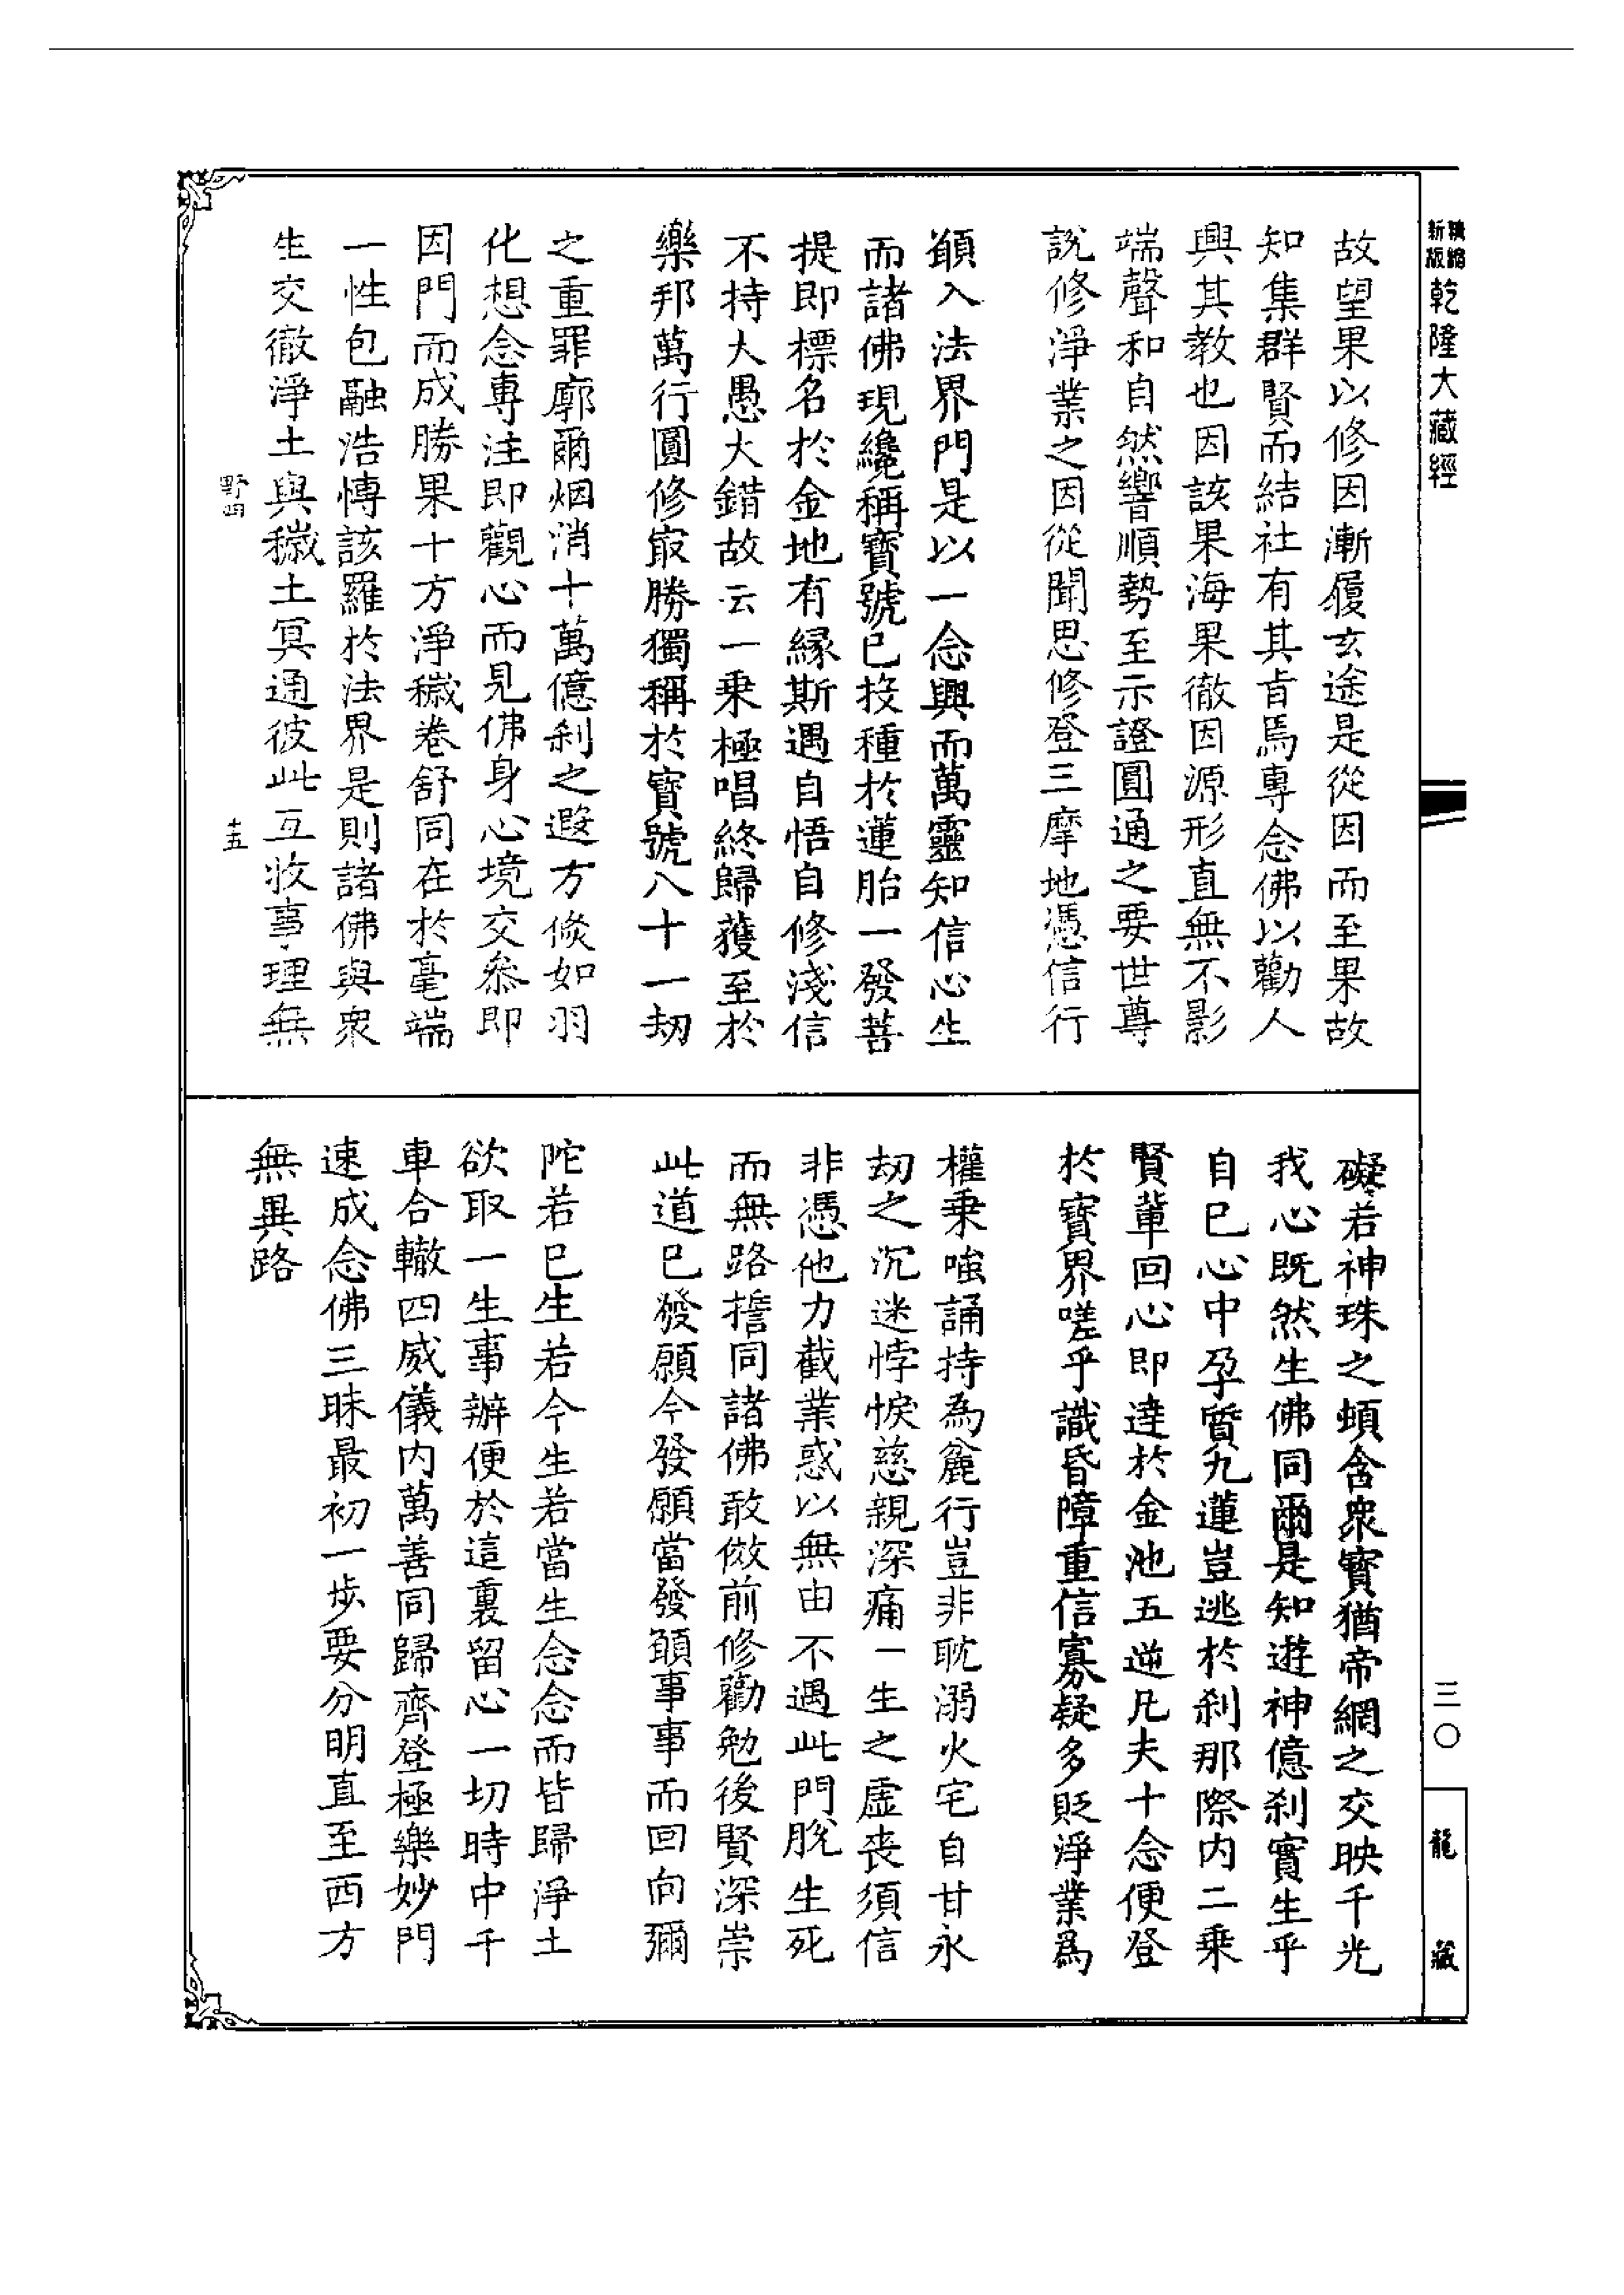 精縮
新版
乾隆大藏經
故望果以修因漸履玄途是從因而至果故
知集群賢而結社有其旨焉專念佛以勸人
興其教也因該果海果徹因源形直無不影
端聲和自然響順勢至示證圓通之要世尊
說修淨業之因從聞思修登三摩地憑信行
願入法界門是以一念興而萬靈知信心生
而諸佛現纔稱寶號已投種於蓮胎一發菩
提即標名於金地有緣斯遇自悟自修淺信
不持大愚大錯故云一乘極唱終歸蕕至於
樂邦萬行圓修㝡勝獨稱於寶號八十一劫
之重罪廓爾烟消十萬億刹之遐方倐如羽
化想念專注即觀心而見佛身心境交叅即
因門而成勝果十方淨穢卷舒同在於毫端
一性包融浩博該羅於法界是則諸佛與衆
生交徹淨土與穢土冥通彼此互收事理無
野四
十五
礙若神珠之頓含衆寶猶帝網之交映千光
我心既然生佛同爾是知遊神億刹實生乎
自己心中孕質九蓮豈逃於刹那際内二乘
賢輩回心即達於金池五逆凡夫十念便登
於寶界嗟乎識昏障重信寡疑多貶淨業為
權乘嗤誦持為麄行豈非耽溺火宅自甘永
劫之沉迷悖悷慈親深痛一生之虛喪須信
非憑他力截業惑以無由不遇此門脫生死
而無路誓同諸佛敢倣前修勸勉後賢深崇
此道已發願今發願當發願事事而回向彌
陀若已生若今生若當生念念而皆歸淨土
欲取一生事辦便於這裏留心一切時中千
車合轍四威儀内萬善同歸齊登極樂妙門
速成念佛三昧最初一步要分明直至西方
無異路
三〇
龍藏